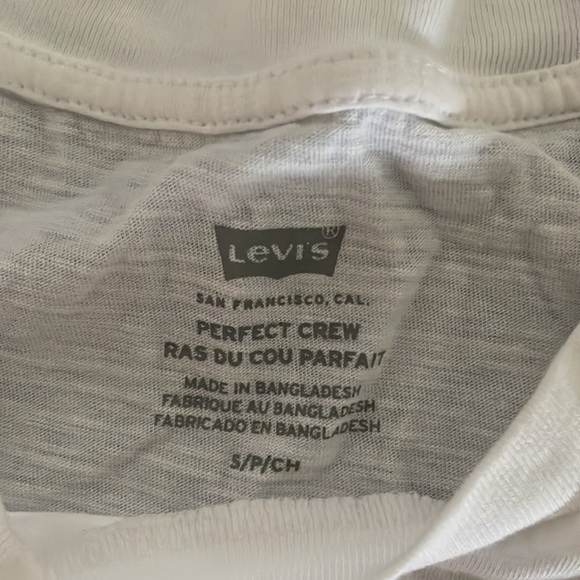 Levi's®
SAN FRANCISCO, CAL.
PERFECT CREW
RAS DU COU PARFAIT
MADE IN BANGLADESH
FABRIQUE AU BANGLADESH
FABRICADO EN BANGLADESH
S/P/CH